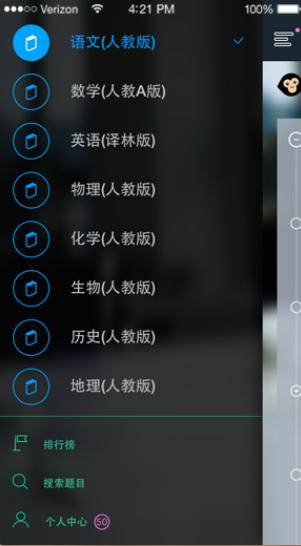 Verizon 4:21 PM 100%
语文(人教版)
数学(人教A版)
英语(译林版)
物理(人教版)
化学(人教版)
生物(人教版)
历史(人教版)
地理(人教版)
排行榜
搜索题目
个人中心 50